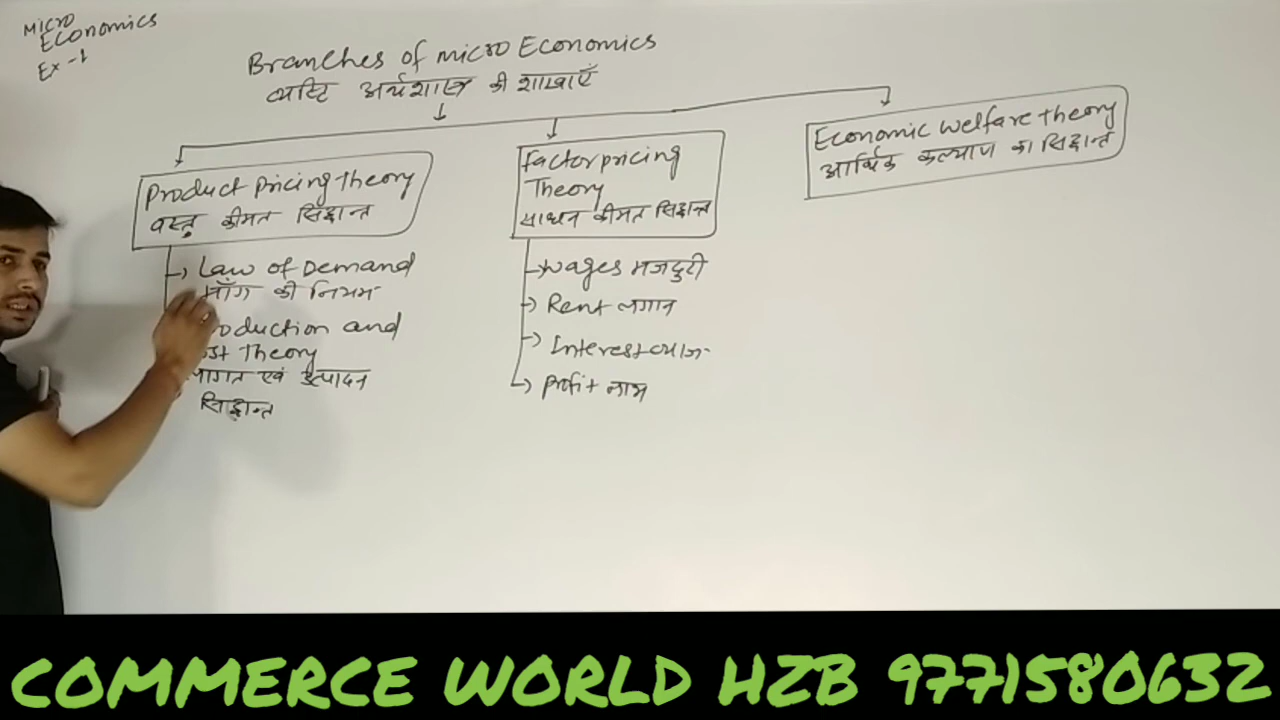 MICRO
Economics
Ex-1
Branches of micro Economics
व्यष्टि अर्थशास्त्र की शाखाएँ
Product pricing theory
वस्तु कीमत सिद्धान्त
Law of Demand
माँग की नियम
roduction and
ost Theory
लागत एवं उत्पादन
सिद्धान्त
factor pricing
Theory
साधन कीमत सिद्धान्त
wages मजदुरी
Rent लगान
Interest व्याज
Profit लाभ
Economic welfare theory
आर्थिक कल्याण का सिद्धान्त
COMMERCE WORLD HZB 9771580632